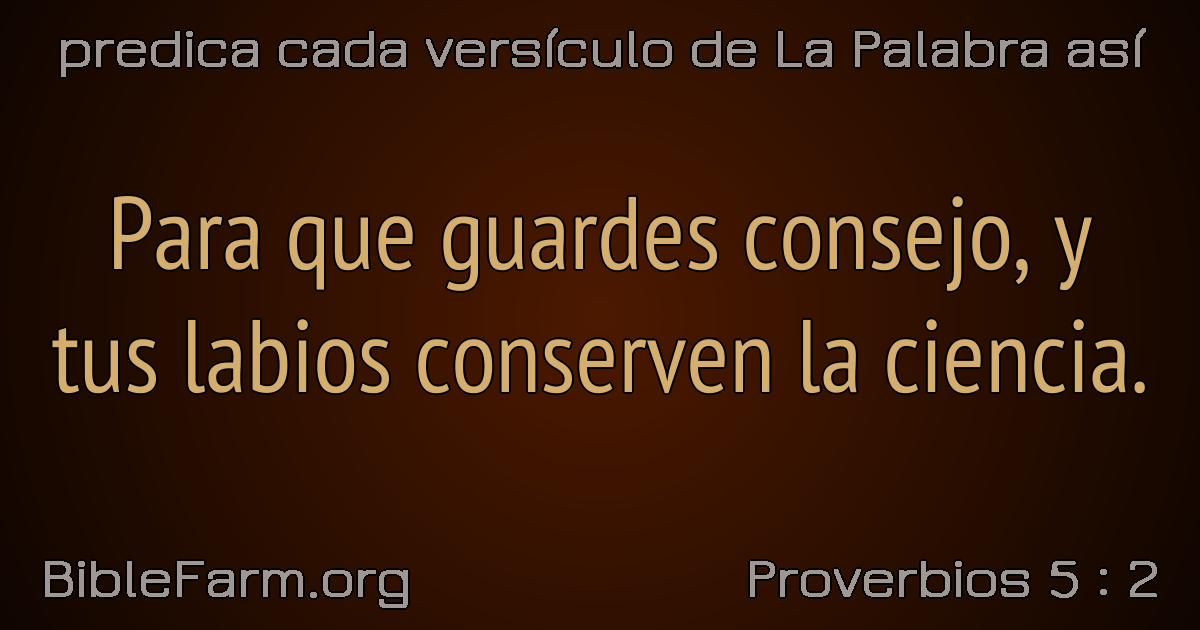 predica cada versículo de La Palabra así
Para que guardes consejo, y
tus labios conserven la ciencia.
BibleFarm.org
Proverbios 5 : 2